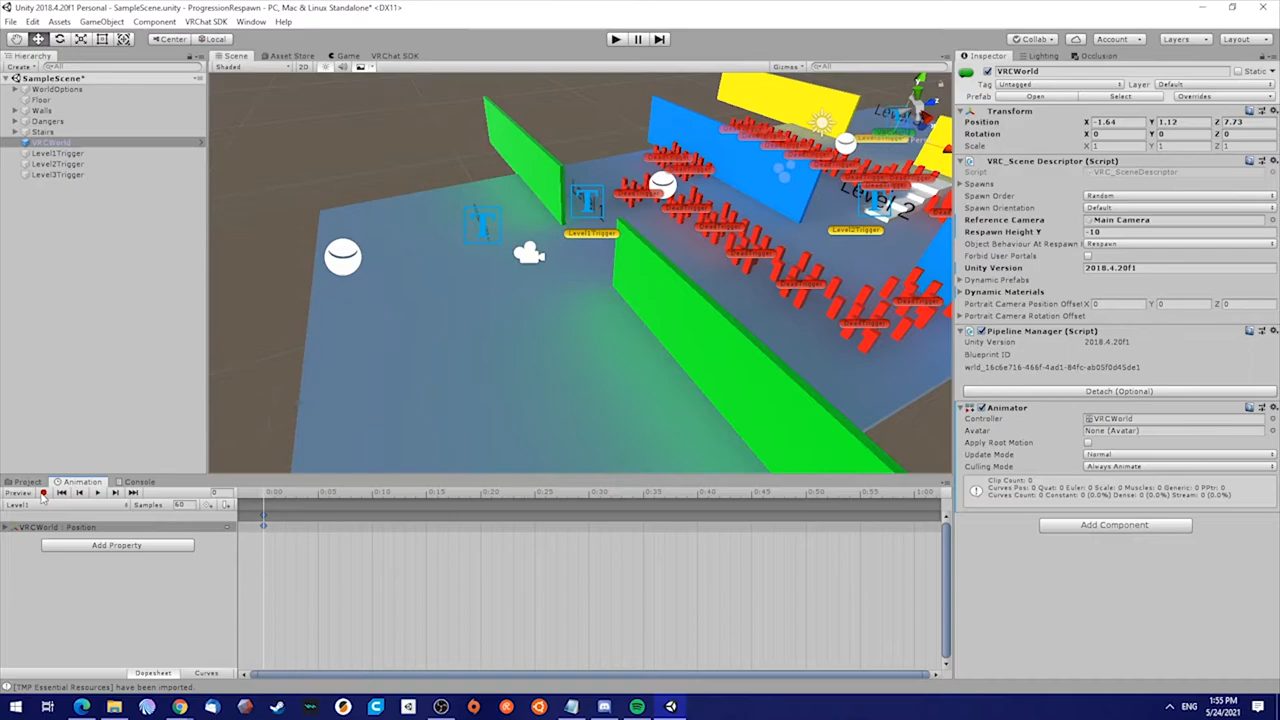 Unity 2018.4.20f1 Personal - SampleScene.unity - ProgressionRespawn - PC, Mac & Linux Standalone* <DX11>
File Edit Assets GameObject Component VRChat SDK Window Help
Center Local Collab Account Layers Layout
Hierarchy
Create All
SampleScene*
WorldOptions
Floor
Walls
Dangers
Stairs
VRCWorld
Level1Trigger
Level2Trigger
Level3Trigger
Scene Asset Store Game VRChat SDK
Shaded 2D Gizmos All
DeadTrigger
Level 2
Level1Trigger
Level2Trigger
Inspector Lighting Occlusion
VRCWorld Static
Tag Untagged Layer Default
Prefab Open Select Overrides
Transform
Position X -1.64 Y 1.12 Z 7.73
Rotation X 0 Y 0 Z 0
Scale X 1 Y 1 Z 1
VRC_Scene Descriptor (Script)
Script VRC_SceneDescriptor
Spawns
Spawn Order Random
Spawn Orientation Default
Reference Camera Main Camera
Respawn Height Y -10
Object Behaviour At Respawn Respawn
Forbid User Portals
Unity Version 2018.4.20f1
Dynamic Prefabs
Dynamic Materials
Portrait Camera Position Offset X 0 Y 0 Z 0
Portrait Camera Rotation Offset
Pipeline Manager (Script)
Unity Version 2018.4.20f1
Blueprint ID
wrld_16c6e716-466f-4ad1-84fc-ab05f0d45de1
Detach (Optional)
Animator
Controller VRCWorld
Avatar None (Avatar)
Apply Root Motion
Update Mode Normal
Culling Mode Always Animate
Clip Count: 0
Curves Pos: 0 Quat: 0 Euler: 0 Scale: 0 Muscles: 0 Generic: 0 PPtr: 0
Curves Count: 0 Constant: 0 (0.0%) Dense: 0 (0.0%) Stream: 0 (0.0%)
Add Component
Project Animation Console
Preview 0 0:00 0:05 0:10 0:15 0:20 0:25 0:30 0:35 0:40 0:45 0:50 0:55 1:00
Level1 Samples 60
VRCWorld : Position
Add Property
Dopesheet Curves
[TMP Essential Resources] have been imported.
1:55 PM
5/24/2021